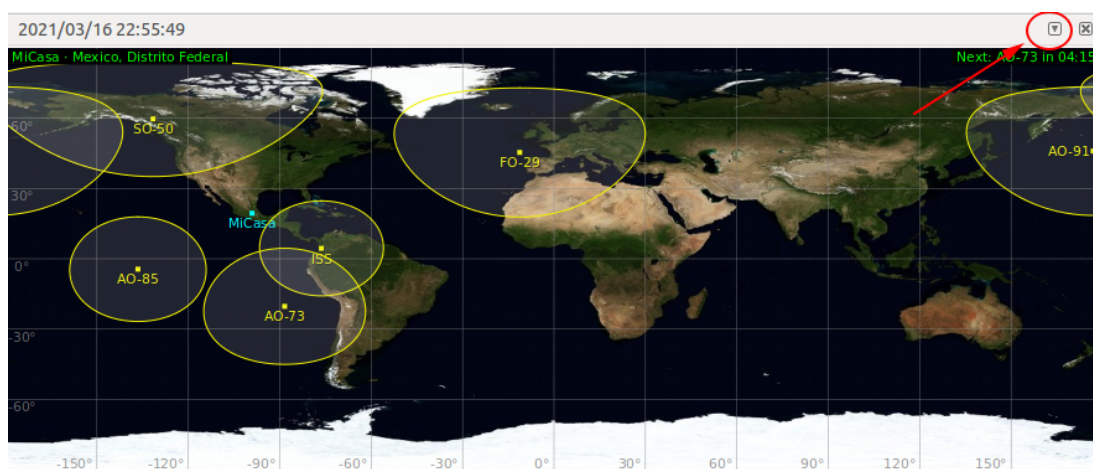 2021/03/16 22:55:49
MiCasa · Mexico, Distrito Federal
Next: AO-73 in 04:15
60°
SO-50
FO-29
AO-91
30°
MiCasa
0°
ISS
AO-85
AO-73
-30°
-60°
-150° -120° -90° -60° -30° 0° 30° 60° 90° 120° 150°